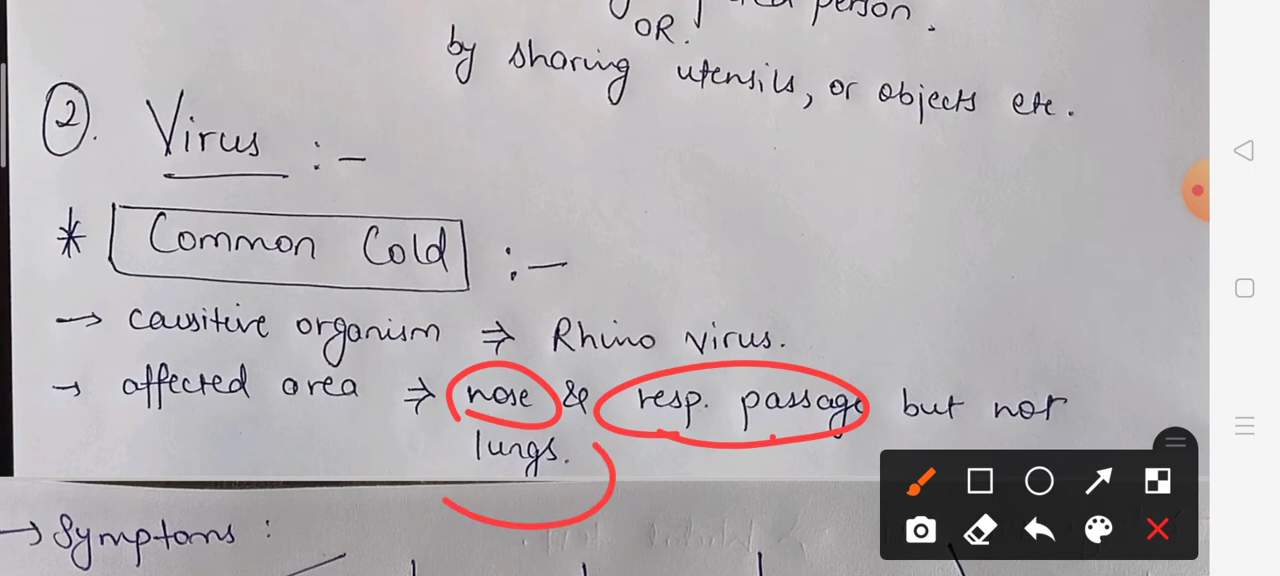 person.
OR.
by sharing utensils, or objects etc.
2. Virus :-
* Common Cold :-
→ causitive organism ⇒ Rhino virus.
→ affected area ⇒ nose & resp. passage but not
lungs.
→ Symptoms :